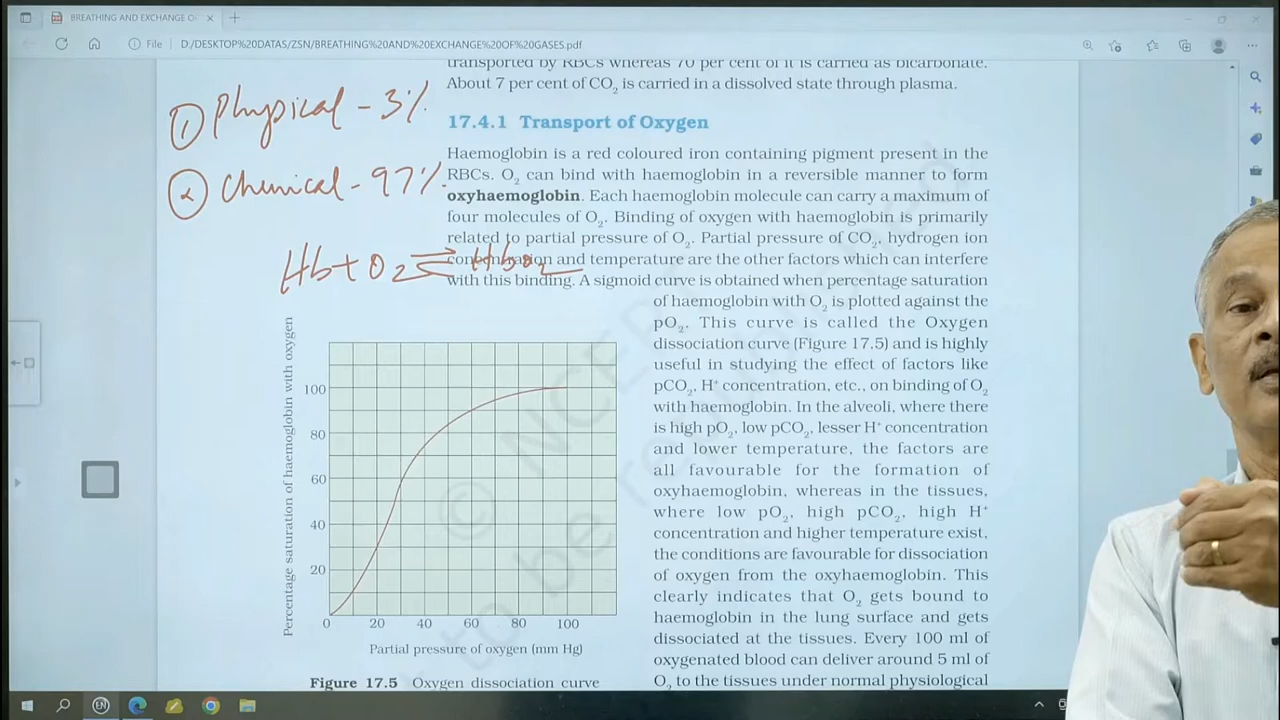 BREATHING AND EXCHANGE O
File
D:/DESKTOP%20DATAS/ZSN/BREATHING%20AND%20EXCHANGE%20OF%20GASES.pdf
transported by RBCs whereas 70 per cent of it is carried as bicarbonate.
About 7 per cent of CO₂ is carried in a dissolved state through plasma.
① Physical - 3%
② Chemical - 97%
Hb + O₂ ⇌ HbO₂
17.4.1 Transport of Oxygen
Haemoglobin is a red coloured iron containing pigment present in the
RBCs. O₂ can bind with haemoglobin in a reversible manner to form
oxyhaemoglobin. Each haemoglobin molecule can carry a maximum of
four molecules of O₂. Binding of oxygen with haemoglobin is primarily
related to partial pressure of O₂. Partial pressure of CO₂, hydrogen ion
concentration and temperature are the other factors which can interfere
with this binding. A sigmoid curve is obtained when percentage saturation
of haemoglobin with O₂ is plotted against the
pO₂. This curve is called the Oxygen
dissociation curve (Figure 17.5) and is highly
useful in studying the effect of factors like
pCO₂, H⁺ concentration, etc., on binding of O₂
with haemoglobin. In the alveoli, where there
is high pO₂, low pCO₂, lesser H⁺ concentration
and lower temperature, the factors are
all favourable for the formation of
oxyhaemoglobin, whereas in the tissues,
where low pO₂, high pCO₂, high H⁺
concentration and higher temperature exist,
the conditions are favourable for dissociation
of oxygen from the oxyhaemoglobin. This
clearly indicates that O₂ gets bound to
haemoglobin in the lung surface and gets
dissociated at the tissues. Every 100 ml of
oxygenated blood can deliver around 5 ml of
O₂ to the tissues under normal physiological
Percentage saturation of haemoglobin with oxygen
100
80
60
40
20
0 20 40 60 80 100
Partial pressure of oxygen (mm Hg)
Figure 17.5 Oxygen dissociation curve